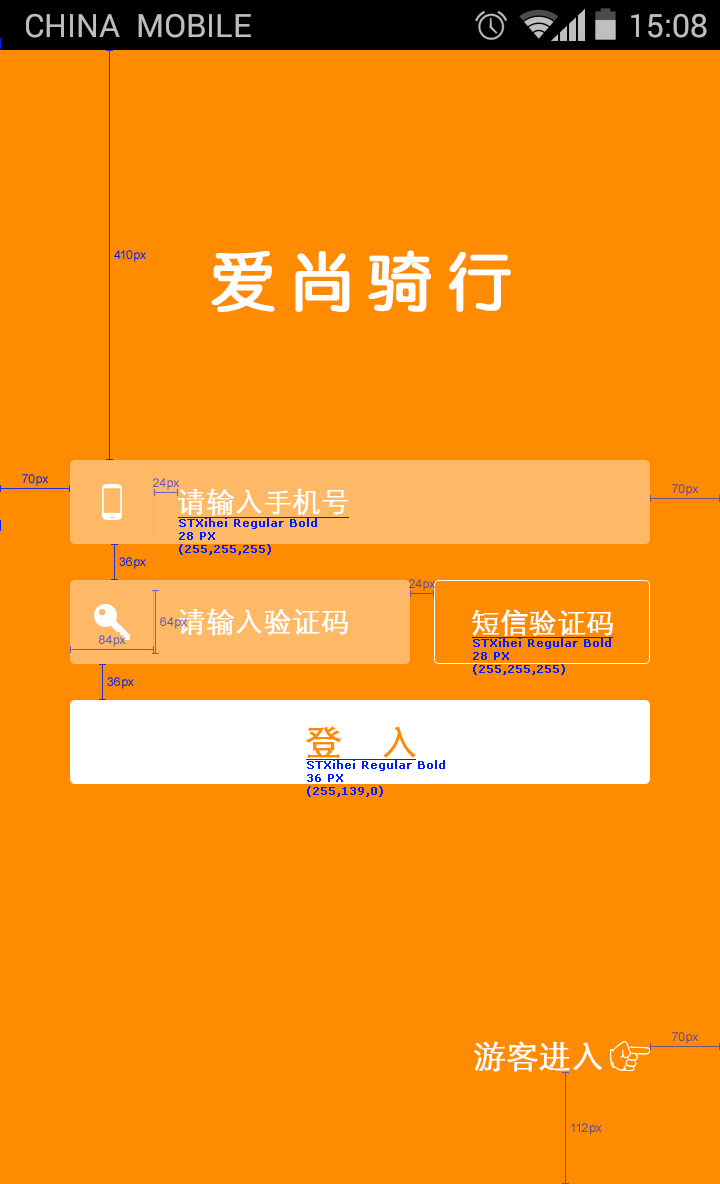 CHINA MOBILE 15:08
410px
爱尚骑行
70px
24px
70px
请输入手机号
STXihei Regular Bold
28 PX
(255,255,255)
36px
24px
64px
请输入验证码
84px
短信验证码
STXihei Regular Bold
28 PX
(255,255,255)
36px
登 入
STXihei Regular Bold
36 PX
(255,139,0)
70px
游客进入
112px